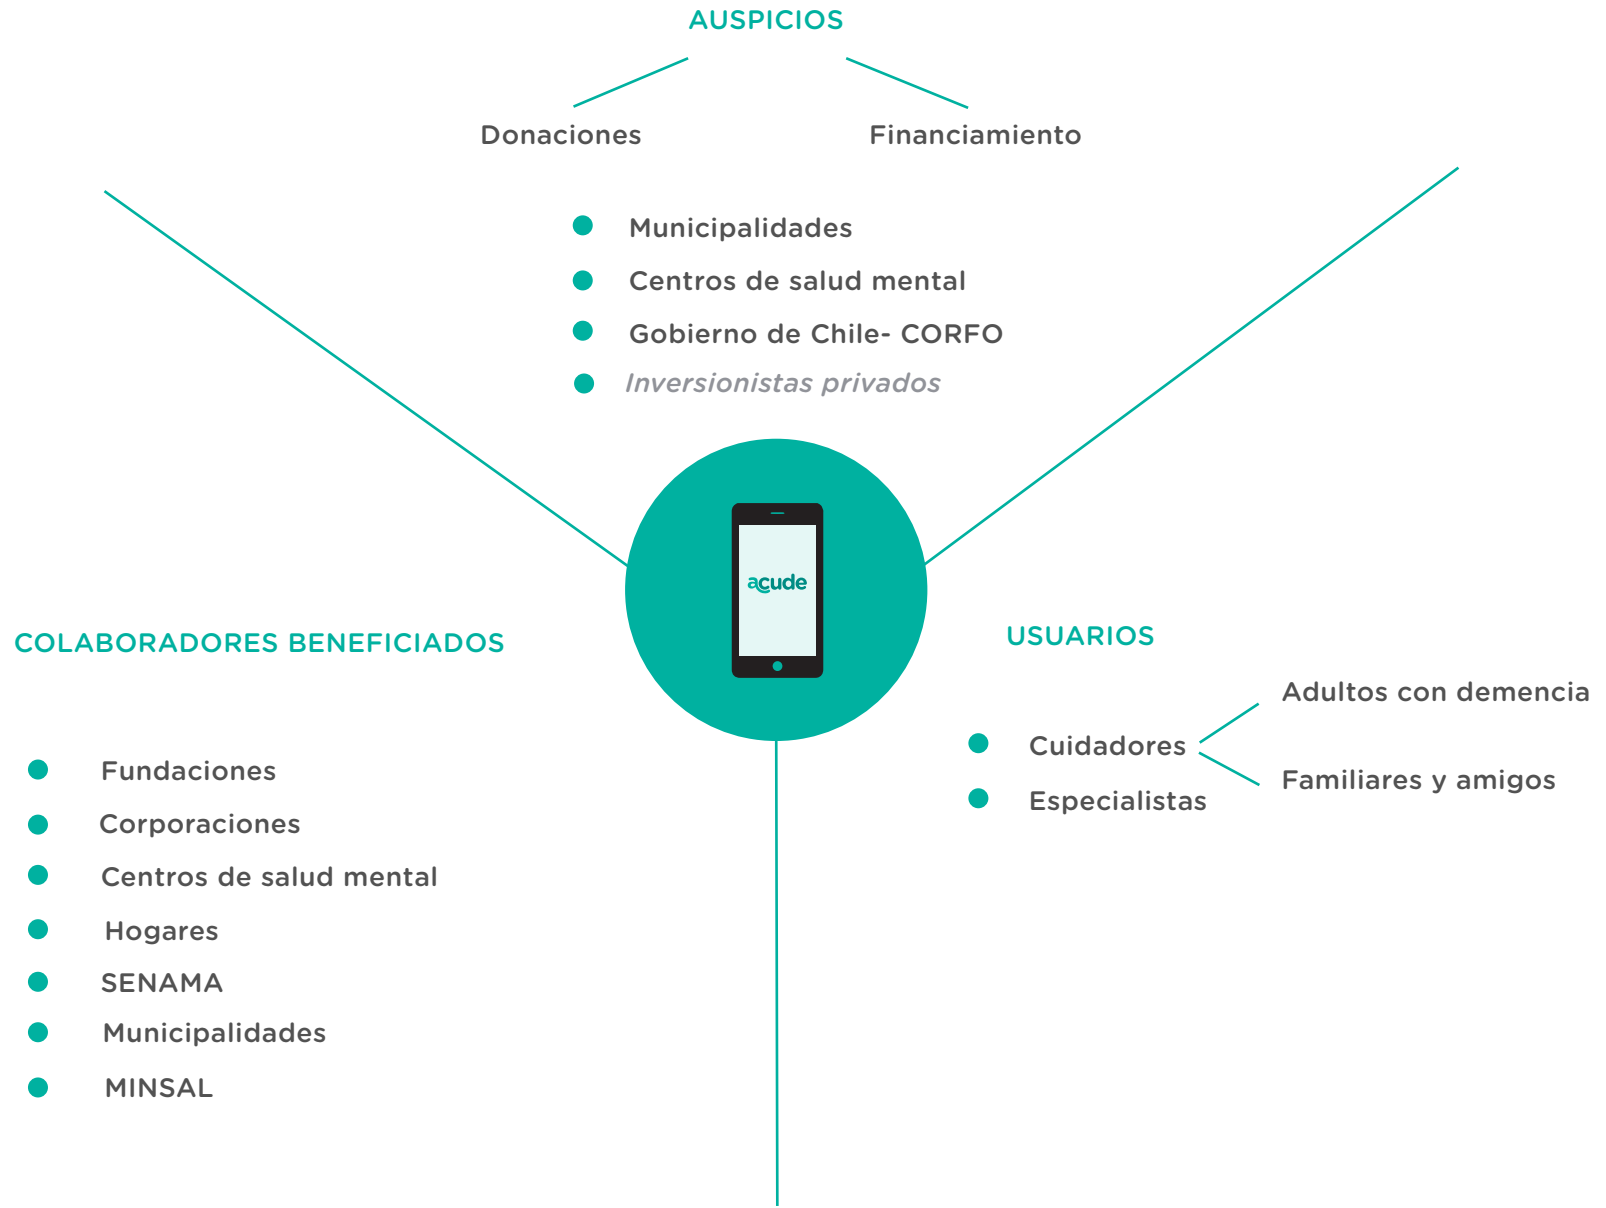 AUSPICIOS
Donaciones
Financiamiento
Municipalidades
Centros de salud mental
Gobierno de Chile- CORFO
Inversionistas privados
acude
COLABORADORES BENEFICIADOS
Fundaciones
Corporaciones
Centros de salud mental
Hogares
SENAMA
Municipalidades
MINSAL
USUARIOS
Cuidadores
Adultos con demencia
Familiares y amigos
Especialistas